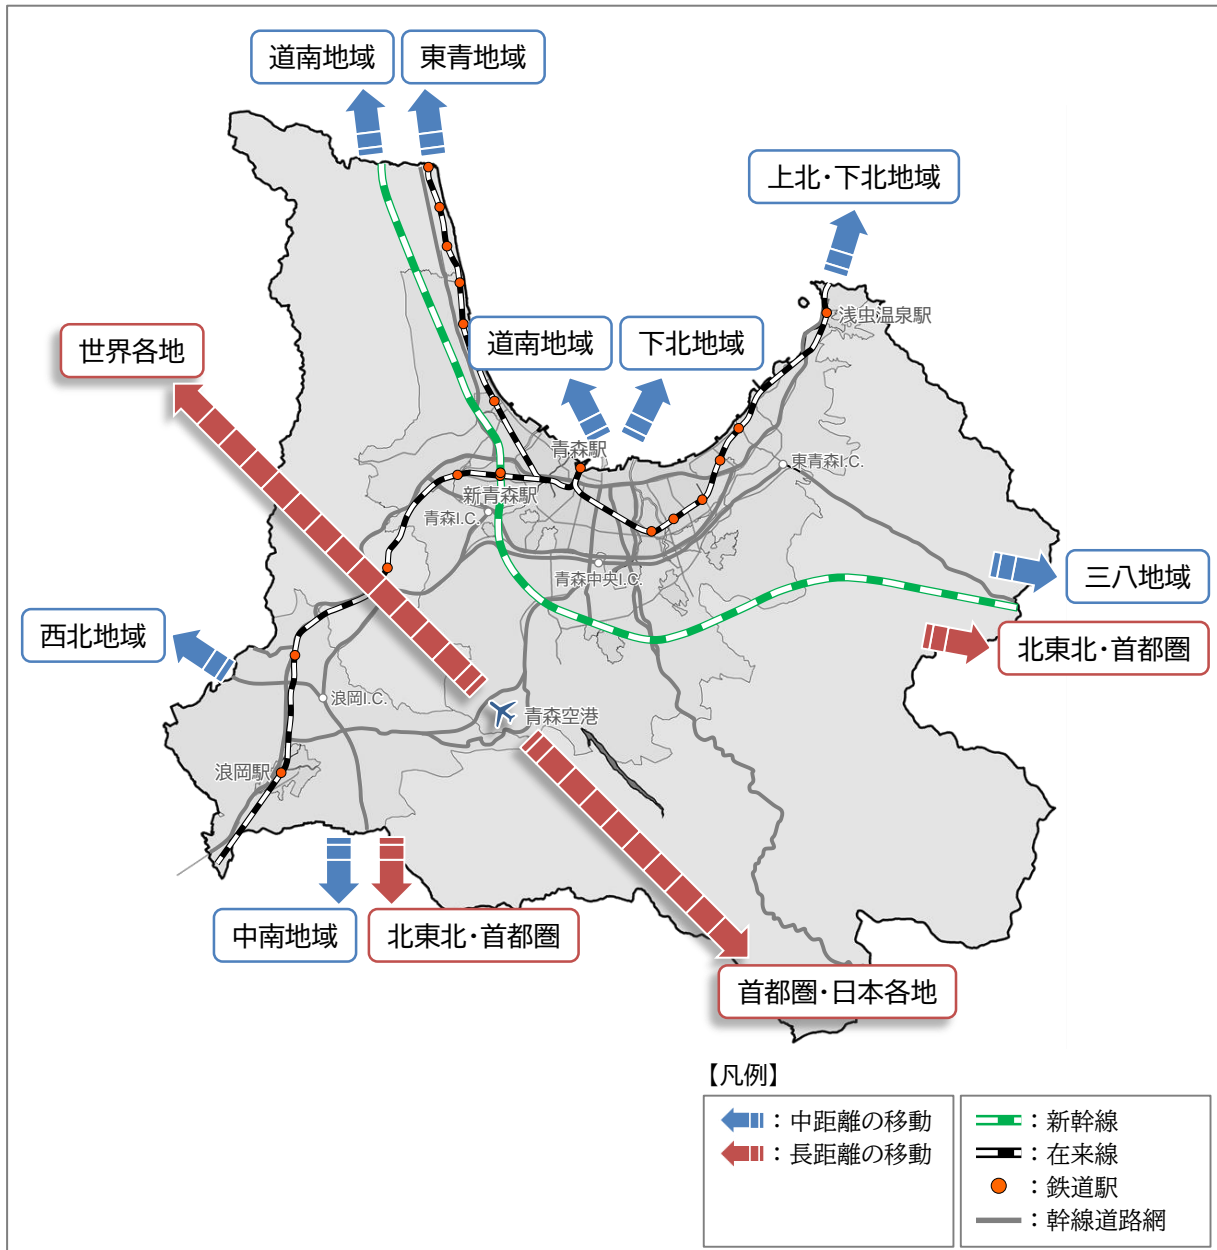 道南地域
東青地域
上北・下北地域
浅虫温泉駅
世界各地
道南地域
下北地域
青森駅
東青森I.C.
新青森駅
青森I.C.
青森中央I.C.
三八地域
西北地域
北東北・首都圏
浪岡I.C.
青森空港
浪岡駅
中南地域
北東北・首都圏
首都圏・日本各地
【凡例】
：中距離の移動
：長距離の移動
：新幹線
：在来線
：鉄道駅
：幹線道路網